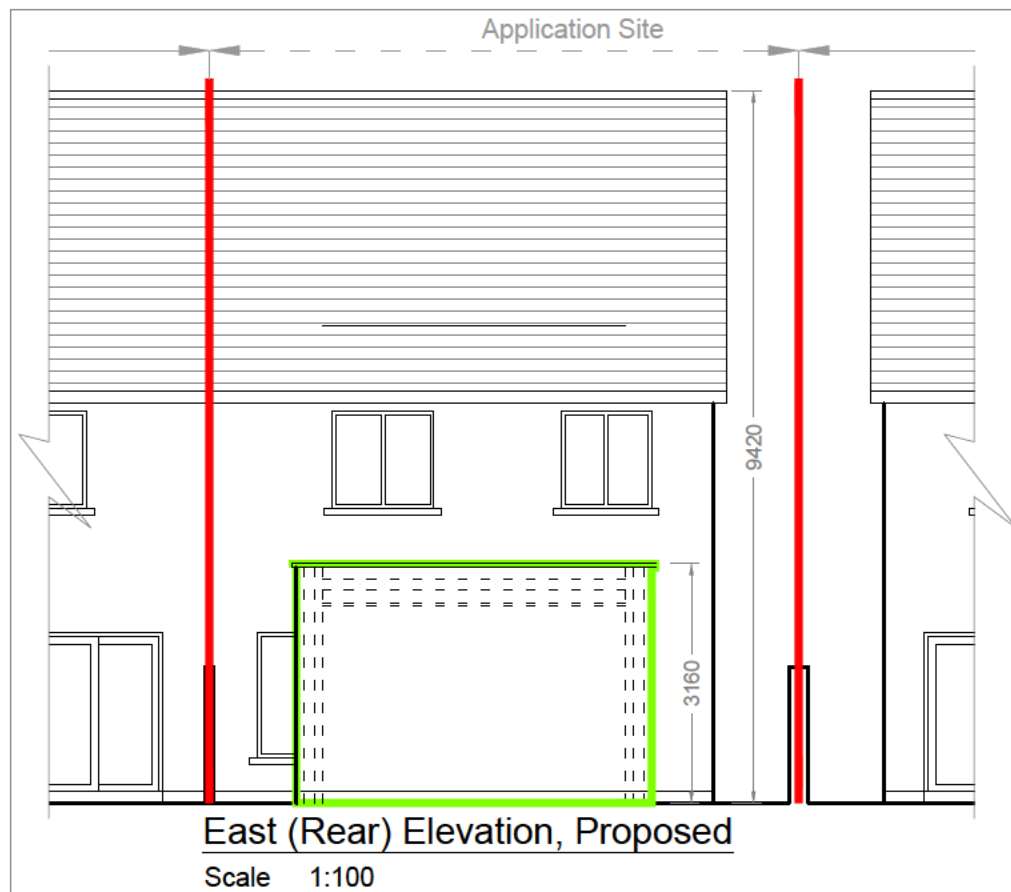 Application Site
9420
3160
East (Rear) Elevation, Proposed
Scale 1:100